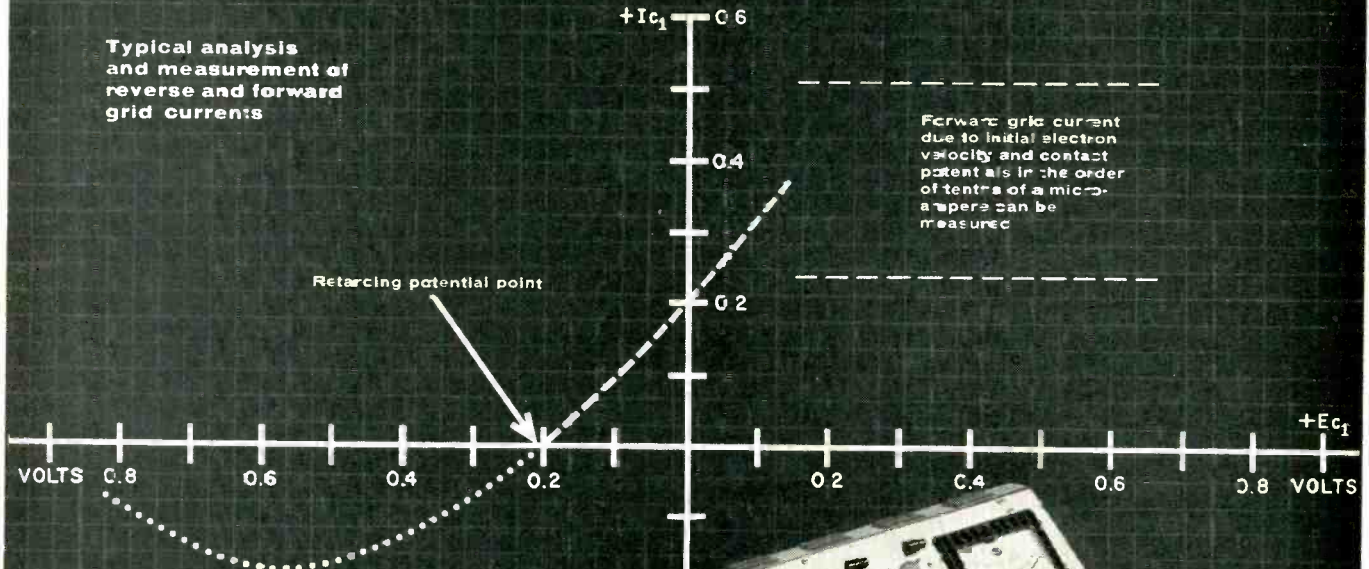 +Ic₁
0.6
Typical analysis
and measurement of
reverse and forward
grid currents
Forward grid current
due to initial electron
velocity and contact
potentials in the order
of tenths of a micro-
ampere can be
measured
0.4
Retarding potential point
0.2
+Ec₁
VOLTS 0.8 0.6 0.4 0.2 0.2 0.4 0.6 0.8 VOLTS